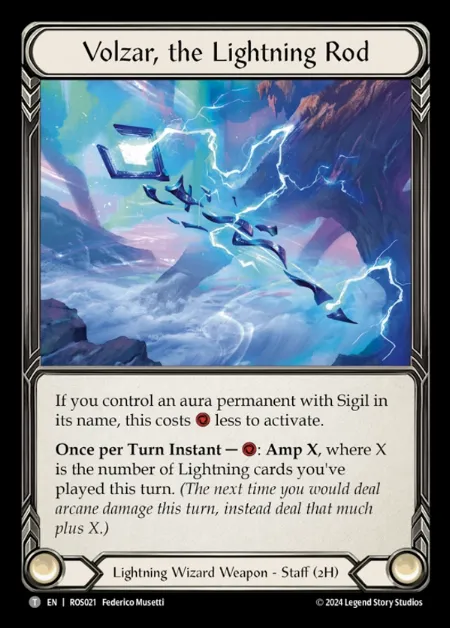 Volzar, the Lightning Rod
If you control an aura permanent with Sigil in
its name, this costs less to activate.
Once per Turn Instant — : Amp X, where X
is the number of Lightning cards you've
played this turn. (The next time you would deal
arcane damage this turn, instead deal that much
plus X.)
Lightning Wizard Weapon - Staff (2H)
T EN | ROS021 Federico Musetti © 2024 Legend Story Studios